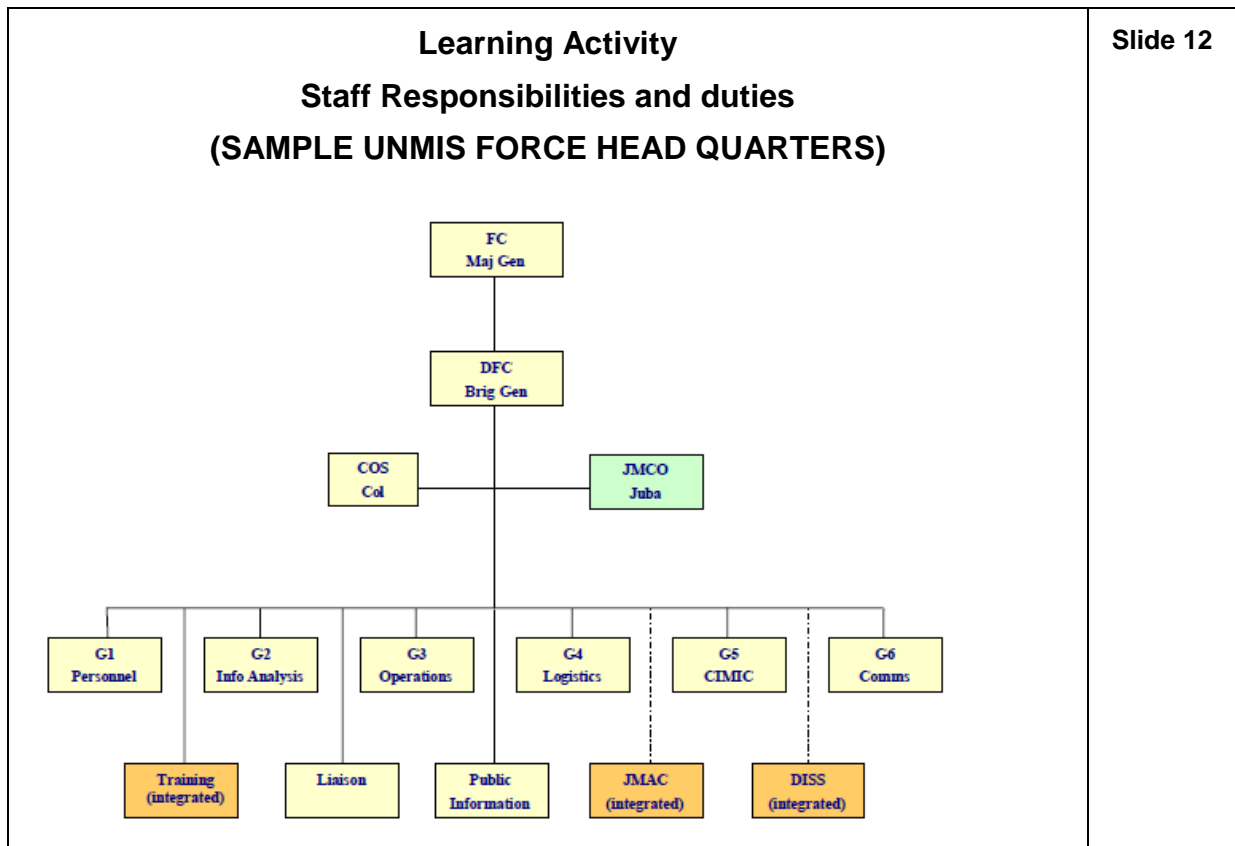 Learning Activity
Slide 12
Staff Responsibilities and duties
(SAMPLE UNMIS FORCE HEAD QUARTERS)
FC
Maj Gen
DFC
Brig Gen
COS
Col
JMCO
Juba
G1
Personnel
G2
Info Analysis
G3
Operations
G4
Logistics
G5
CIMIC
G6
Comms
Training
(integrated)
Liaison
Public
Information
JMAC
(integrated)
DISS
(integrated)